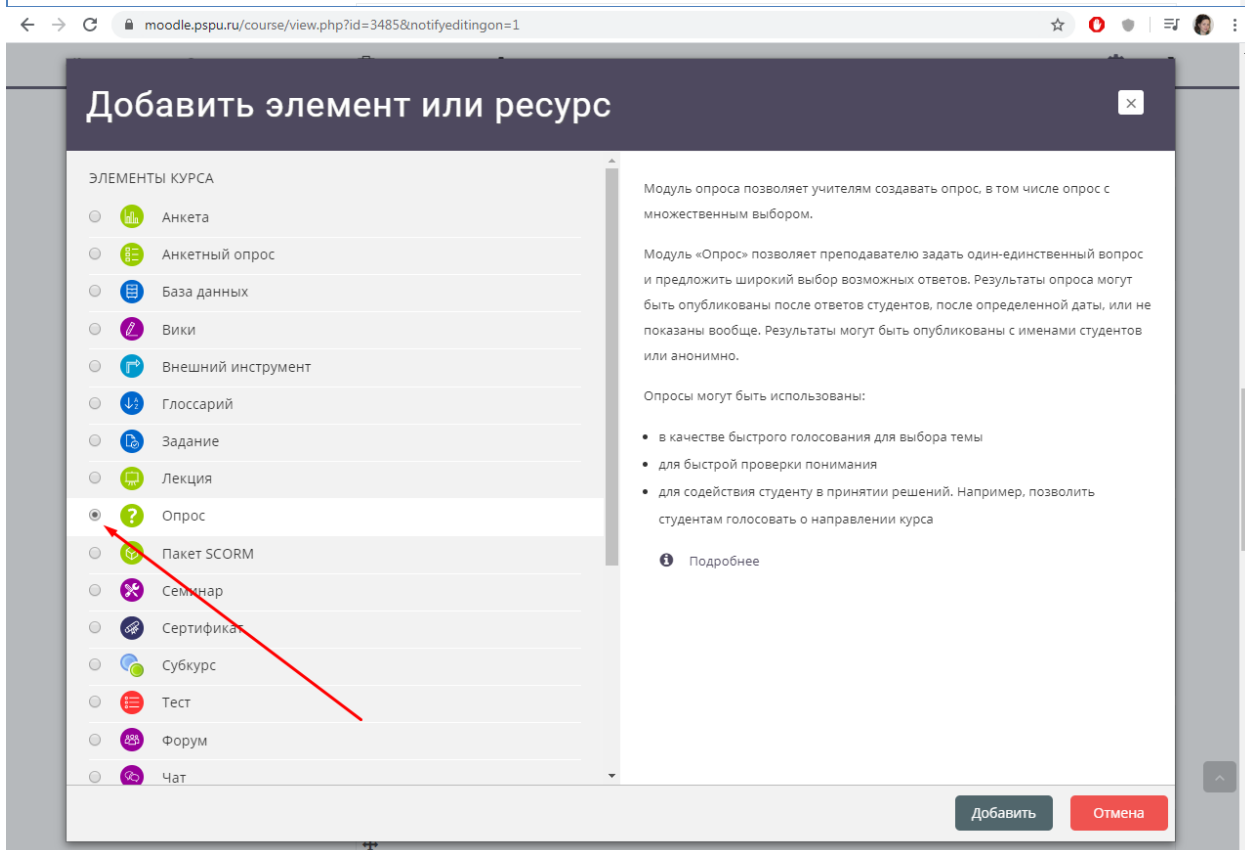 moodle.pspu.ru/course/view.php?id=3485&notifyeditingon=1
Добавить элемент или ресурс
ЭЛЕМЕНТЫ КУРСА
Анкета
Анкетный опрос
База данных
Вики
Внешний инструмент
Глоссарий
Задание
Лекция
Опрос
Пакет SCORM
Семинар
Сертификат
Субкурс
Тест
Форум
Чат
Модуль опроса позволяет учителям создавать опрос, в том числе опрос с
множественным выбором.
Модуль «Опрос» позволяет преподавателю задать один-единственный вопрос
и предложить широкий выбор возможных ответов. Результаты опроса могут
быть опубликованы после ответов студентов, после определенной даты, или не
показаны вообще. Результаты могут быть опубликованы с именами студентов
или анонимно.
Опросы могут быть использованы:
в качестве быстрого голосования для выбора темы
для быстрой проверки понимания
для содействия студенту в принятии решений. Например, позволить
студентам голосовать о направлении курса
Подробнее
Добавить
Отмена